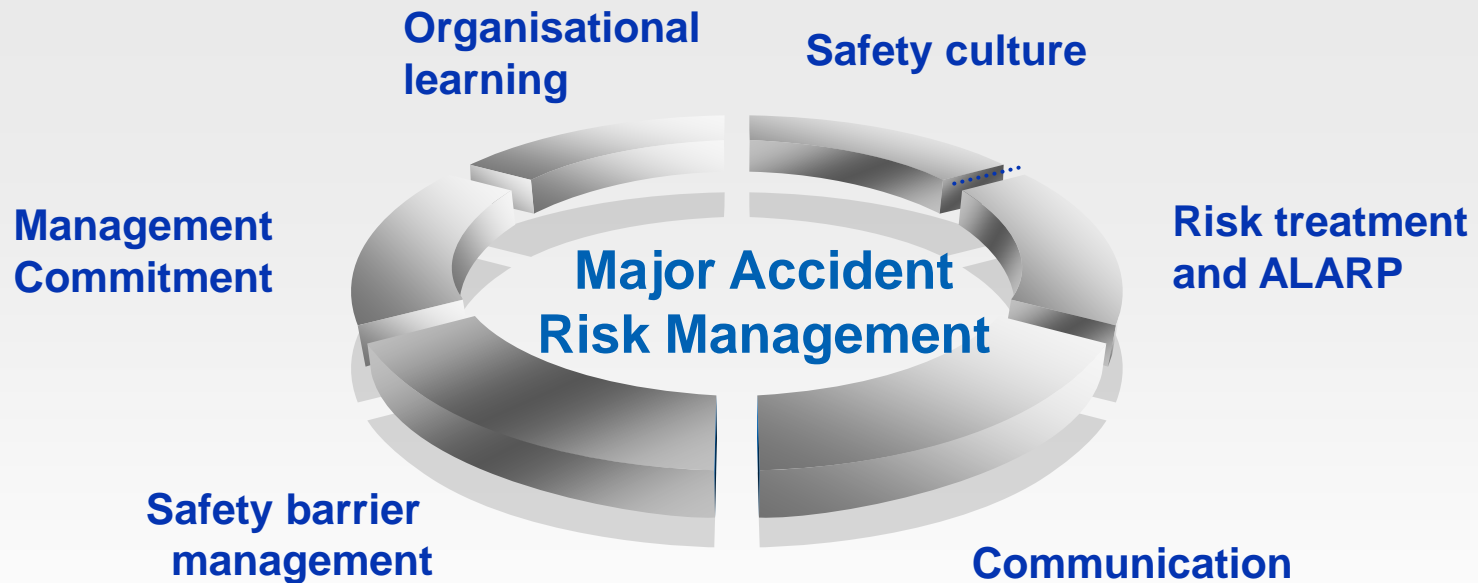 Organisational
learning
Safety culture
Management
Commitment
Major Accident
Risk Management
Risk treatment
and ALARP
Safety barrier
management
Communication